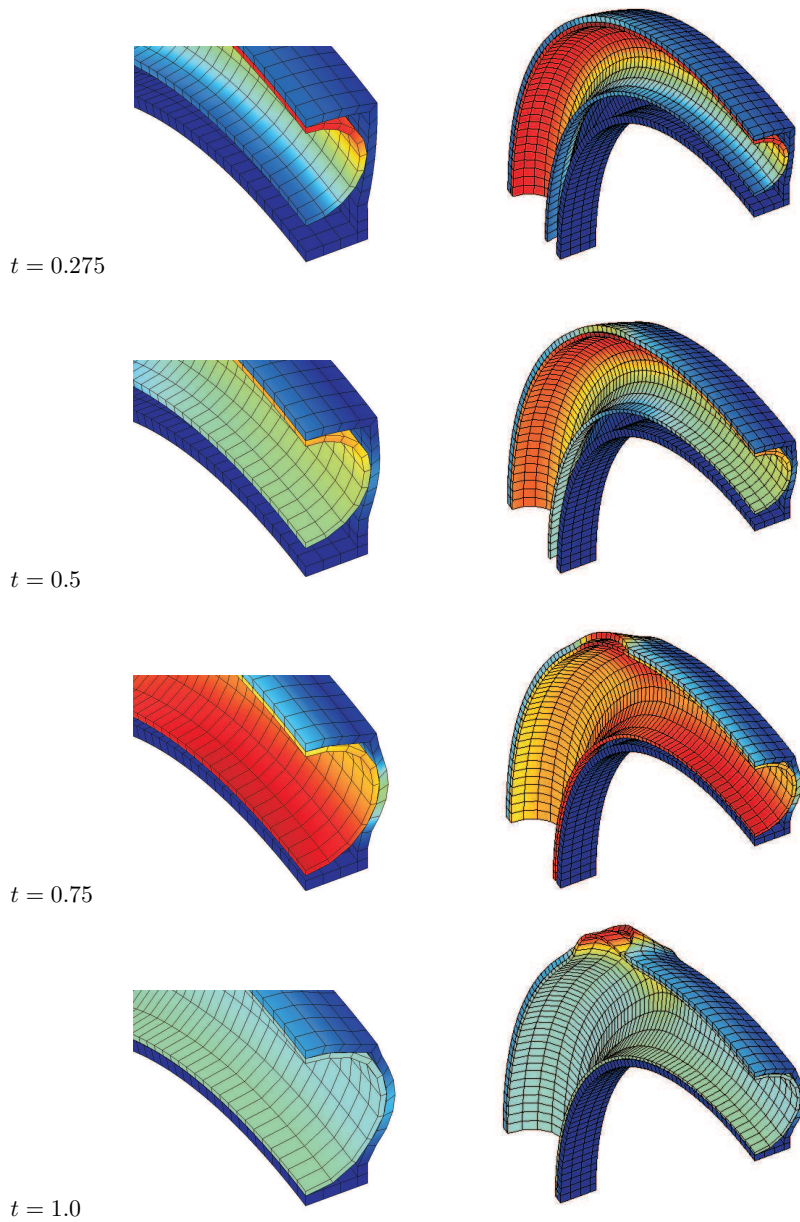 t = 0.275
t = 0.5
t = 0.75
t = 1.0